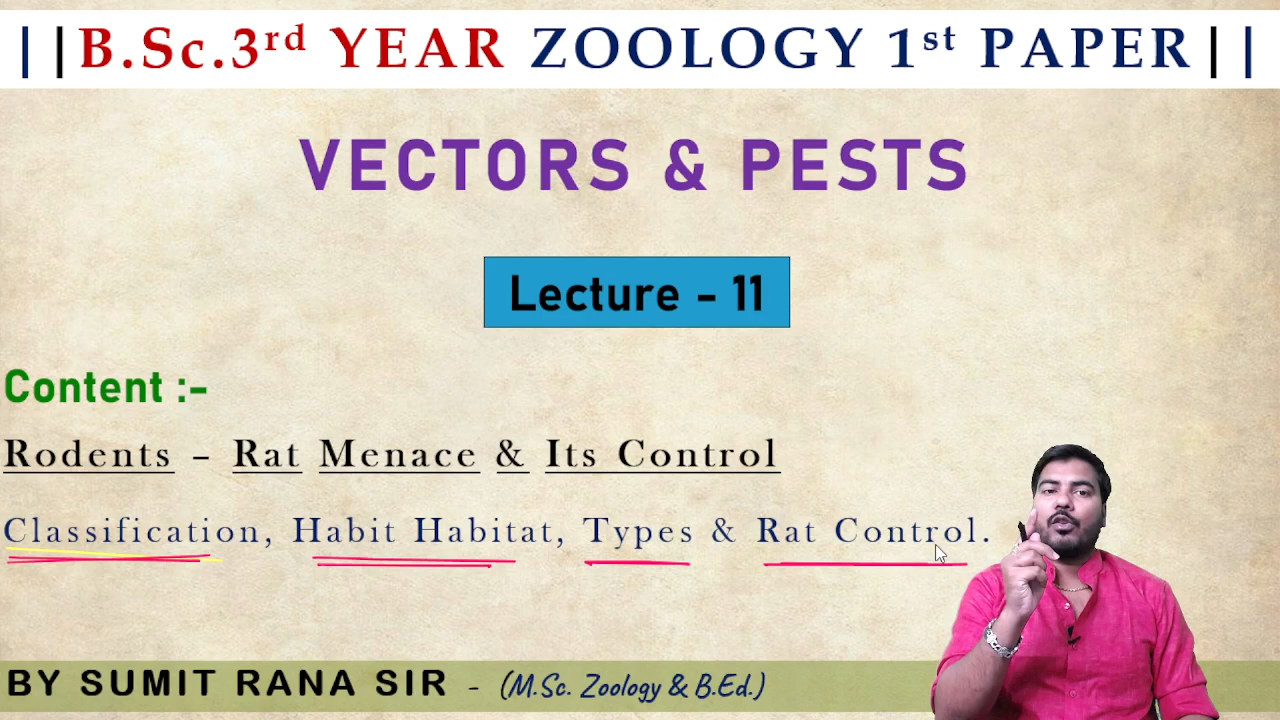 ||B.Sc.3rd YEAR ZOOLOGY 1st PAPER||
VECTORS & PESTS
Lecture - 11
Content :-
Rodents – Rat Menace & Its Control
Classification, Habit Habitat, Types & Rat Control.
BY SUMIT RANA SIR - (M.Sc. Zoology & B.Ed.)